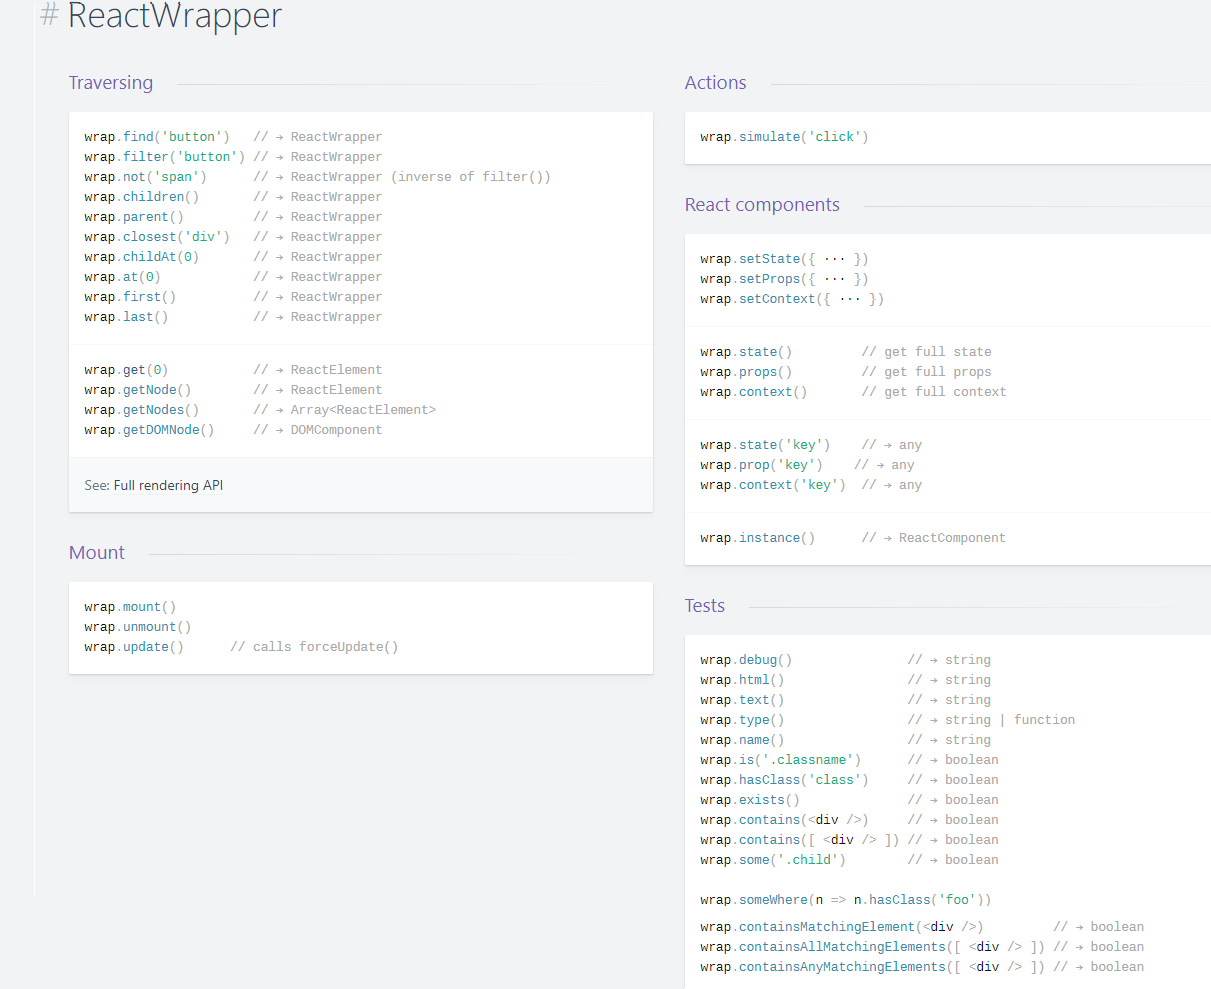 # ReactWrapper
Traversing
wrap.find('button')   // → ReactWrapper
wrap.filter('button') // → ReactWrapper
wrap.not('span')      // → ReactWrapper (inverse of filter())
wrap.children()       // → ReactWrapper
wrap.parent()         // → ReactWrapper
wrap.closest('div')   // → ReactWrapper
wrap.childAt(0)       // → ReactWrapper
wrap.at(0)            // → ReactWrapper
wrap.first()          // → ReactWrapper
wrap.last()           // → ReactWrapper
wrap.get(0)           // → ReactElement
wrap.getNode()        // → ReactElement
wrap.getNodes()       // → Array<ReactElement>
wrap.getDOMNode()     // → DOMComponent
See: Full rendering API
Mount
wrap.mount()
wrap.unmount()
wrap.update()      // calls forceUpdate()
Actions
wrap.simulate('click')
React components
wrap.setState({ ··· })
wrap.setProps({ ··· })
wrap.setContext({ ··· })
wrap.state()         // get full state
wrap.props()         // get full props
wrap.context()       // get full context
wrap.state('key')    // → any
wrap.prop('key')    // → any
wrap.context('key')  // → any
wrap.instance()      // → ReactComponent
Tests
wrap.debug()               // → string
wrap.html()                // → string
wrap.text()                // → string
wrap.type()                // → string | function
wrap.name()                // → string
wrap.is('.classname')      // → boolean
wrap.hasClass('class')     // → boolean
wrap.exists()              // → boolean
wrap.contains(<div />)     // → boolean
wrap.contains([ <div /> ]) // → boolean
wrap.some('.child')        // → boolean
wrap.someWhere(n => n.hasClass('foo'))
wrap.containsMatchingElement(<div />)         // → boolean
wrap.containsAllMatchingElements([ <div /> ]) // → boolean
wrap.containsAnyMatchingElements([ <div /> ]) // → boolean